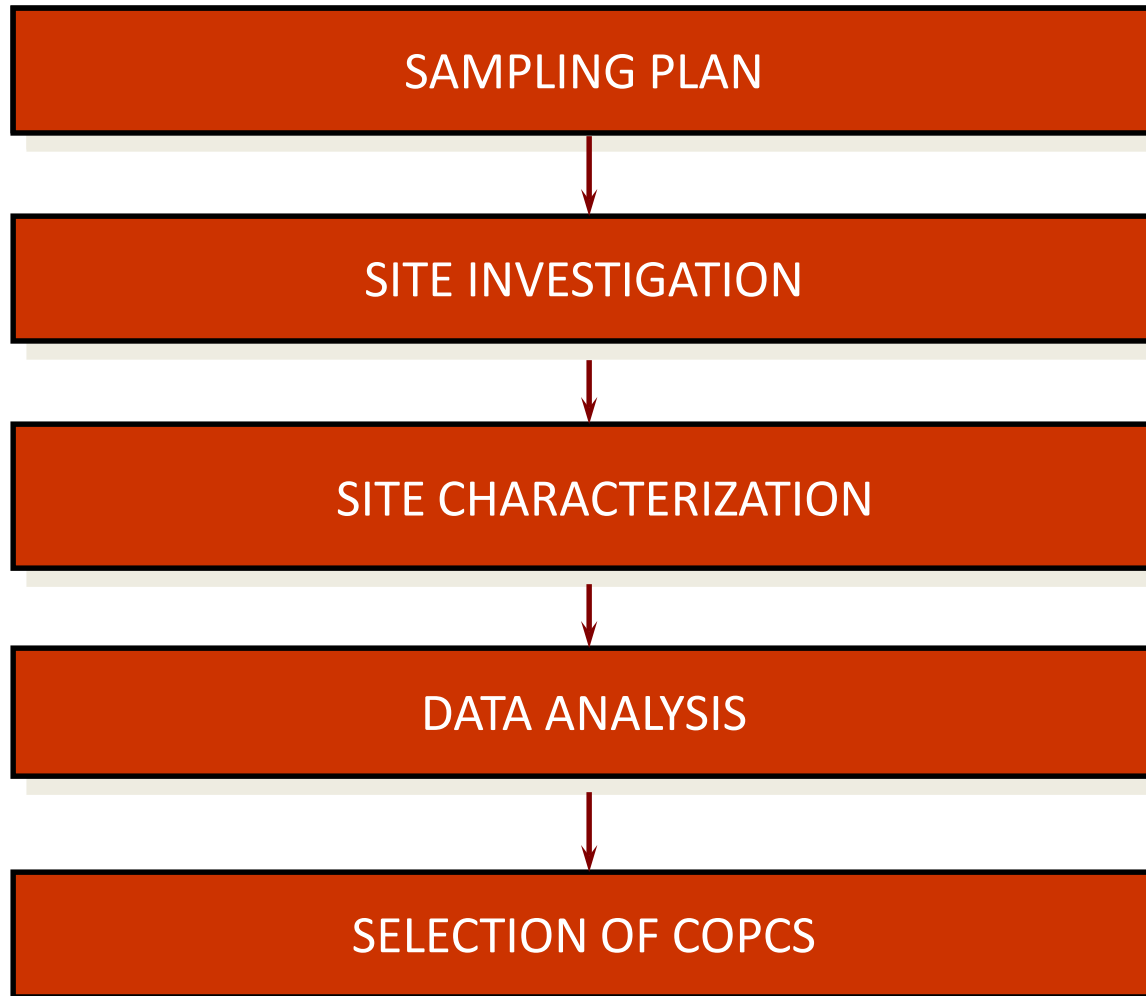 SAMPLING PLAN
SITE INVESTIGATION
SITE CHARACTERIZATION
DATA ANALYSIS
SELECTION OF COPCS